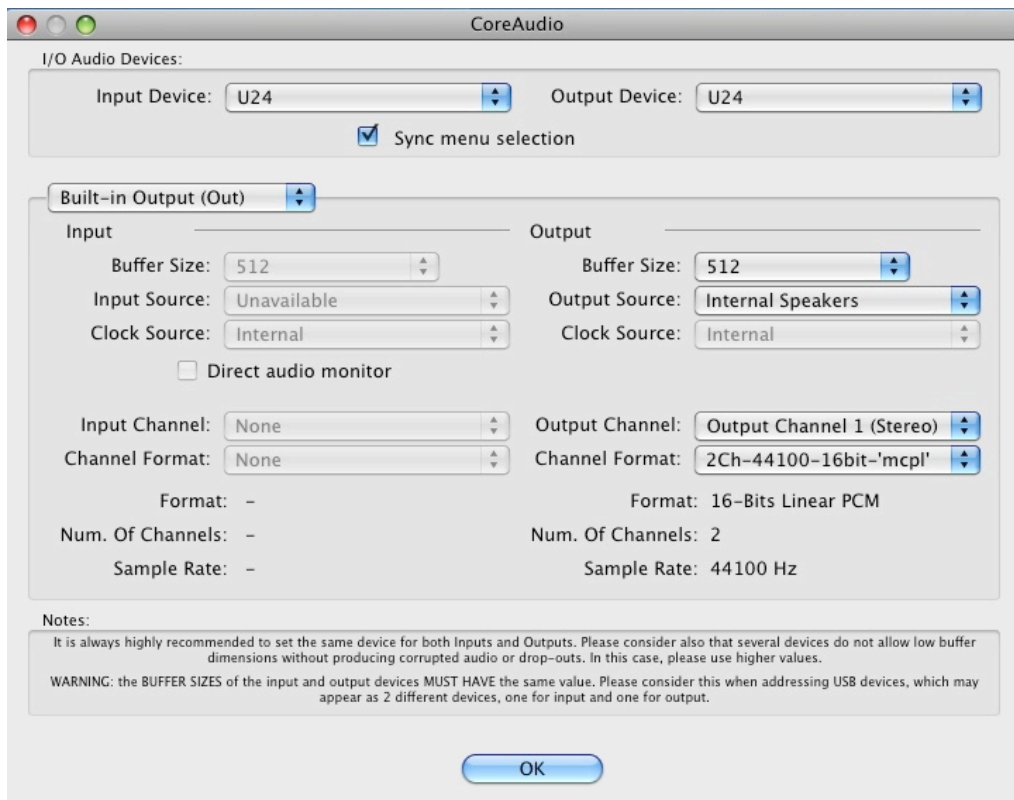 CoreAudio
I/O Audio Devices:
Input Device: U24 Output Device: U24
Sync menu selection
Built-in Output (Out)
Input Output
Buffer Size: 512 Buffer Size: 512
Input Source: Unavailable Output Source: Internal Speakers
Clock Source: Internal Clock Source: Internal
Direct audio monitor
Input Channel: None Output Channel: Output Channel 1 (Stereo)
Channel Format: None Channel Format: 2Ch-44100-16bit-'mcpl'
Format: - Format: 16-Bits Linear PCM
Num. Of Channels: - Num. Of Channels: 2
Sample Rate: - Sample Rate: 44100 Hz
Notes:
It is always highly recommended to set the same device for both Inputs and Outputs. Please consider also that several devices do not allow low buffer
dimensions without producing corrupted audio or drop-outs. In this case, please use higher values.
WARNING: the BUFFER SIZES of the input and output devices MUST HAVE the same value. Please consider this when addressing USB devices, which may
appear as 2 different devices, one for input and one for output.
OK